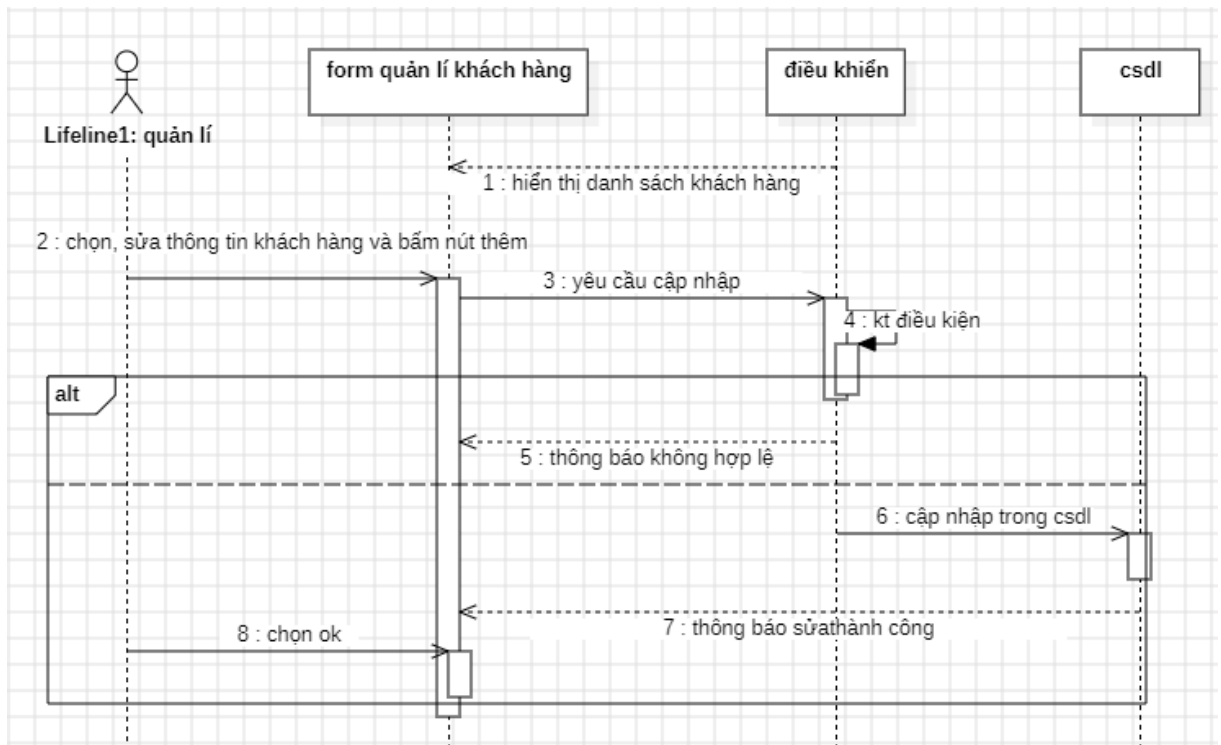 form quản lí khách hàng
điều khiển
csdl
Lifeline1: quản lí
1 : hiển thị danh sách khách hàng
2 : chọn, sửa thông tin khách hàng và bấm nút thêm
3 : yêu cầu cập nhập
4 : kt điều kiện
alt
5 : thông báo không hợp lệ
6 : cập nhập trong csdl
7 : thông báo sửathành công
8 : chọn ok